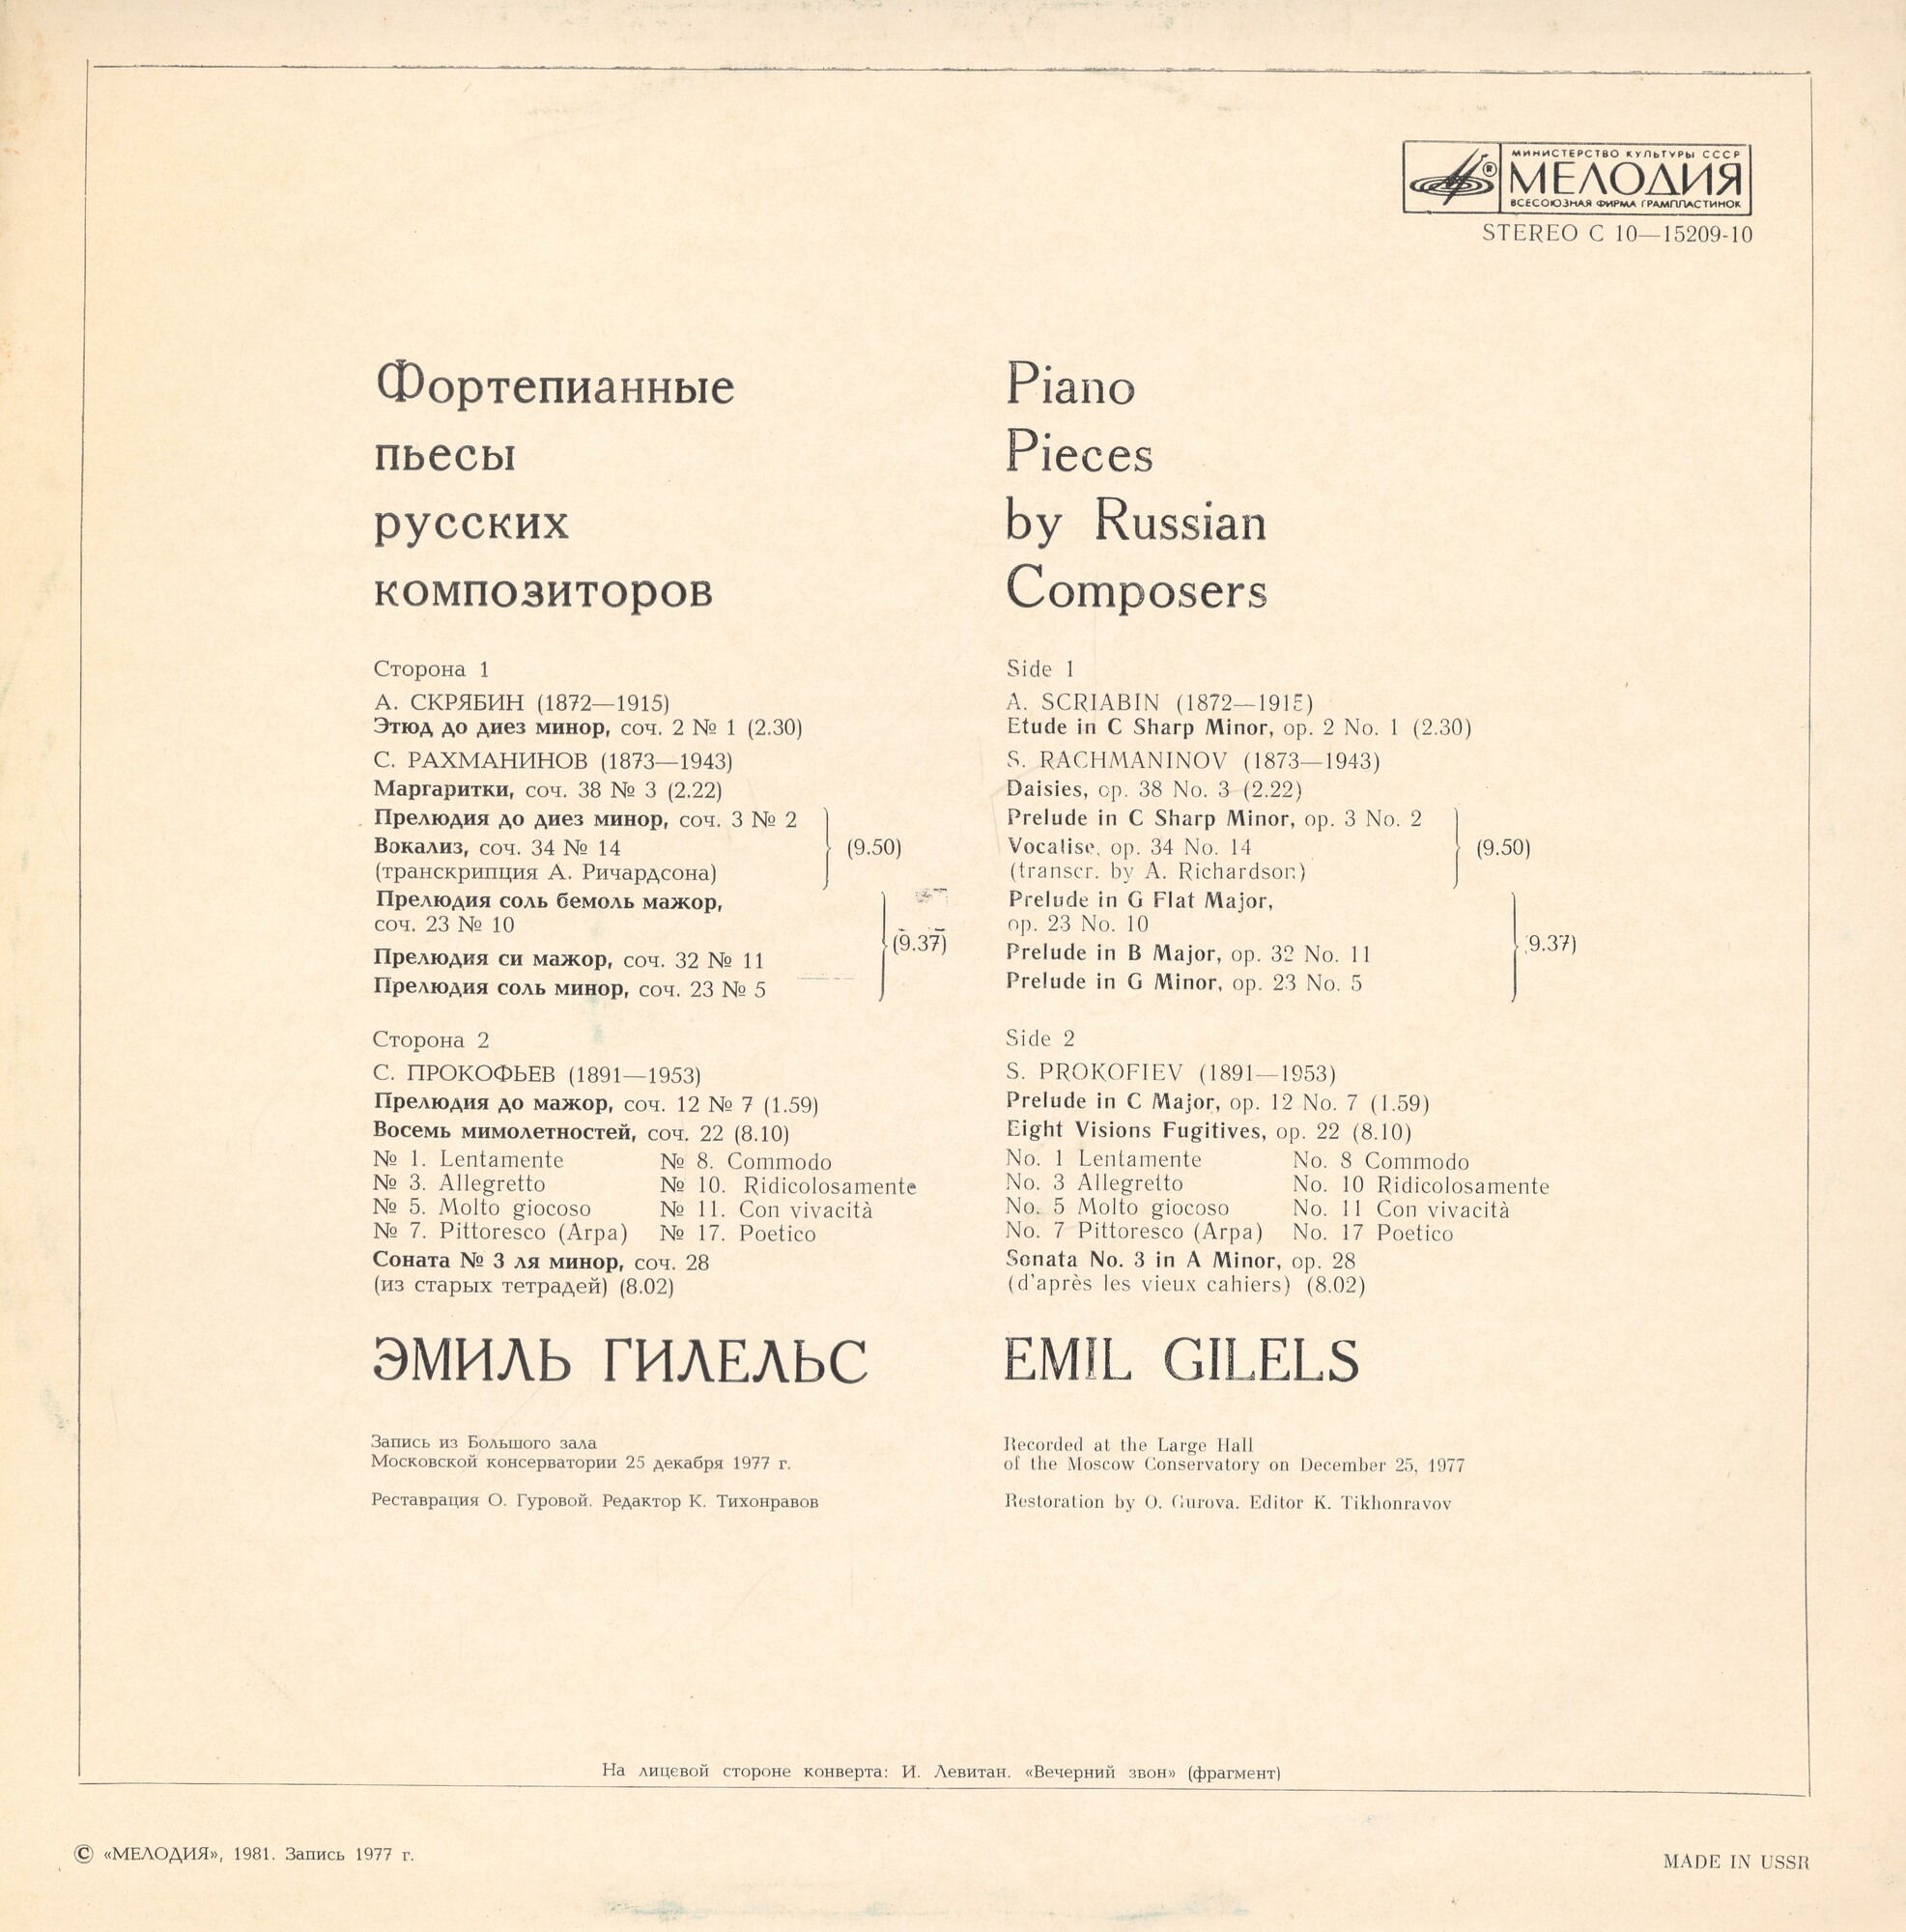 МИНИСТЕРСТВО КУЛЬТУРЫ СССР
МЕЛОДИЯ
ВСЕСОЮЗНАЯ ФИРМА ГРАМПЛАСТИНОК
STEREO С 10—15209-10
Фортепианные
пьесы
русских
композиторов
Сторона 1
А. СКРЯБИН (1872—1915)
Этюд до диез минор, соч. 2 № 1 (2.30)
С. РАХМАНИНОВ (1873—1943)
Маргаритки, соч. 38 № 3 (2.22)
Прелюдия до диез минор, соч. 3 № 2
Вокализ, соч. 34 № 14 (9.50)
(транскрипция А. Ричардсона)
Прелюдия соль бемоль мажор,
соч. 23 № 10
(9.37)
Прелюдия си мажор, соч. 32 № 11
Прелюдия соль минор, соч. 23 № 5
Сторона 2
С. ПРОКОФЬЕВ (1891—1953)
Прелюдия до мажор, соч. 12 № 7 (1.59)
Восемь мимолетностей, соч. 22 (8.10)
№ 1. Lentamente № 8. Commodo
№ 3. Allegretto № 10. Ridicolosamente
№ 5. Molto giocoso № 11. Con vivacità
№ 7. Pittoresco (Arpa) № 17. Poetico
Соната № 3 ля минор, соч. 28
(из старых тетрадей) (8.02)
ЭМИЛЬ ГИЛЕЛЬС
Запись из Большого зала
Московской консерватории 25 декабря 1977 г.
Реставрация О. Гуровой. Редактор К. Тихонравов
Piano
Pieces
by Russian
Composers
Side 1
A. SCRIABIN (1872—1915)
Etude in C Sharp Minor, op. 2 No. 1 (2.30)
S. RACHMANINOV (1873—1943)
Daisies, op. 38 No. 3 (2.22)
Prelude in C Sharp Minor, op. 3 No. 2
Vocalise, op. 34 No. 14 (9.50)
(transcr. by A. Richardson)
Prelude in G Flat Major,
op. 23 No. 10
9.37)
Prelude in B Major, op. 32 No. 11
Prelude in G Minor, op. 23 No. 5
Side 2
S. PROKOFIEV (1891—1953)
Prelude in C Major, op. 12 No. 7 (1.59)
Eight Visions Fugitives, op. 22 (8.10)
No. 1 Lentamente No. 8 Commodo
No. 3 Allegretto No. 10 Ridicolosamente
No. 5 Molto giocoso No. 11 Con vivacità
No. 7 Pittoresco (Arpa) No. 17 Poetico
Sonata No. 3 in A Minor, op. 28
(d'après les vieux cahiers) (8.02)
EMIL GILELS
Recorded at the Large Hall
of the Moscow Conservatory on December 25, 1977
Restoration by O. Gurova. Editor K. Tikhonravov
На лицевой стороне конверта: И. Левитан. «Вечерний звон» (фрагмент)
© «МЕЛОДИЯ», 1981. Запись 1977 г.
MADE IN USSR